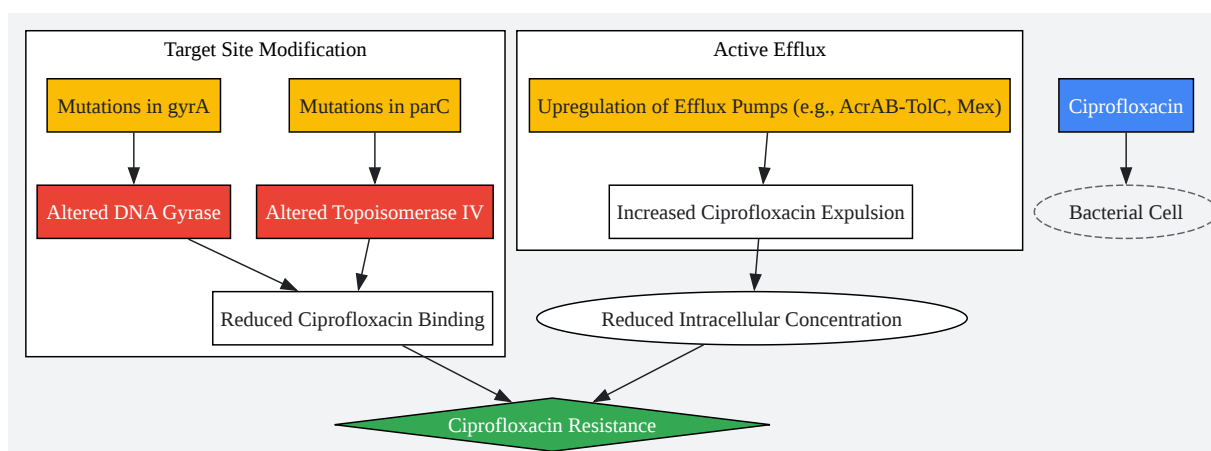 Target Site Modification
Active Efflux
Mutations in gyrA
Mutations in parC
Upregulation of Efflux Pumps (e.g., AcrAB-TolC, Mex)
Ciprofloxacin
Altered DNA Gyrase
Altered Topoisomerase IV
Increased Ciprofloxacin Expulsion
Bacterial Cell
Reduced Ciprofloxacin Binding
Reduced Intracellular Concentration
Ciprofloxacin Resistance